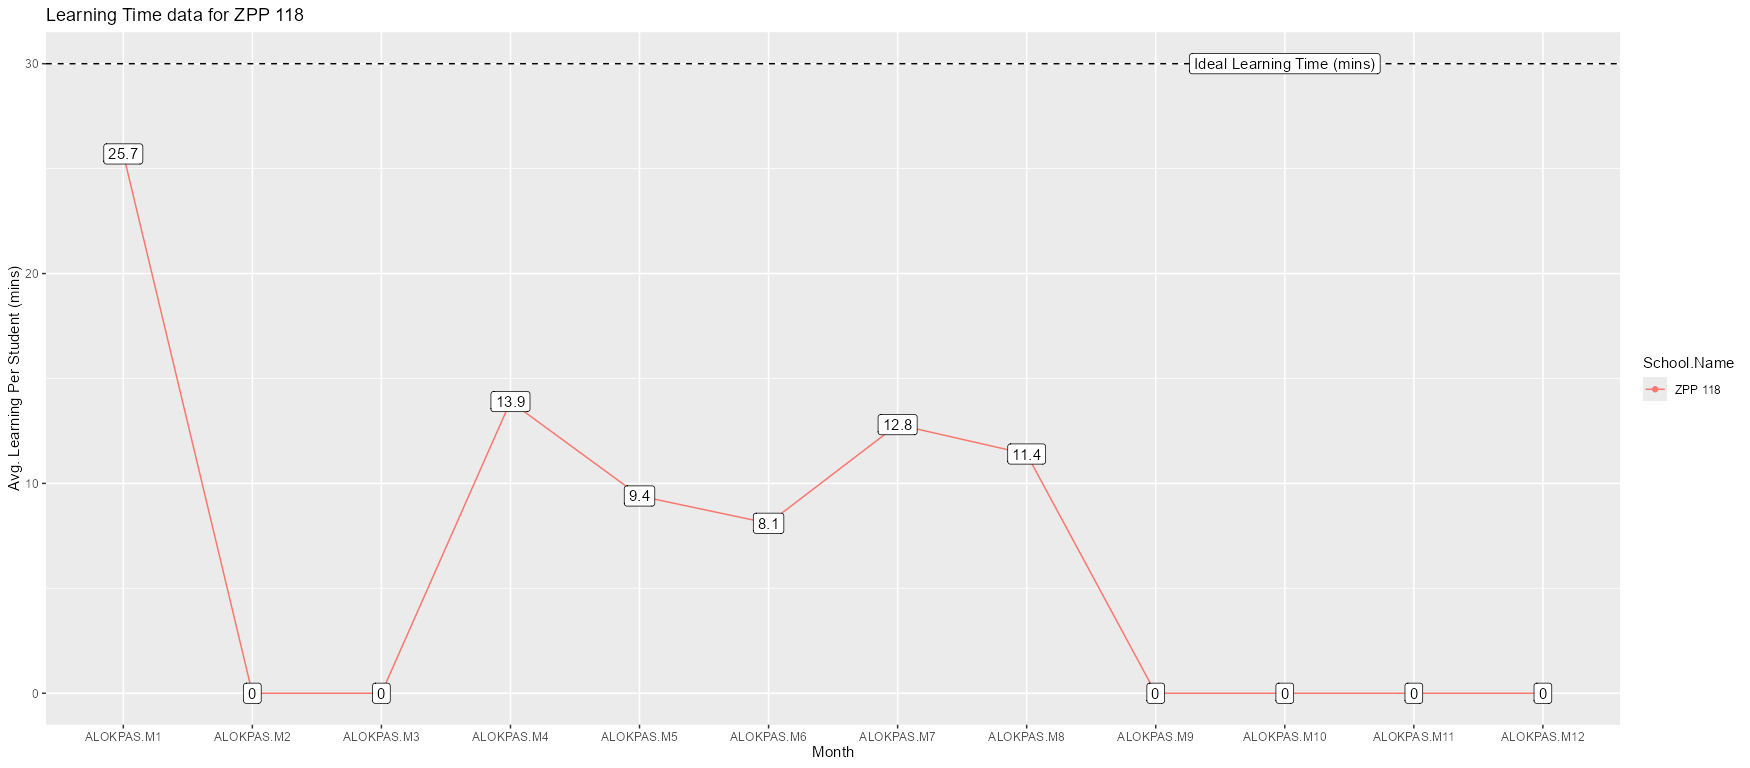 Learning Time data for ZPP 118
30
Ideal Learning Time (mins)
25.7
20
13.9
12.8
11.4
10
9.4
8.1
0
0
0
0
0
0
0
Avg. Learning Per Student (mins)
ALOKPAS.M1 ALOKPAS.M2 ALOKPAS.M3 ALOKPAS.M4 ALOKPAS.M5 ALOKPAS.M6 ALOKPAS.M7 ALOKPAS.M8 ALOKPAS.M9 ALOKPAS.M10 ALOKPAS.M11 ALOKPAS.M12
Month
School.Name
ZPP 118